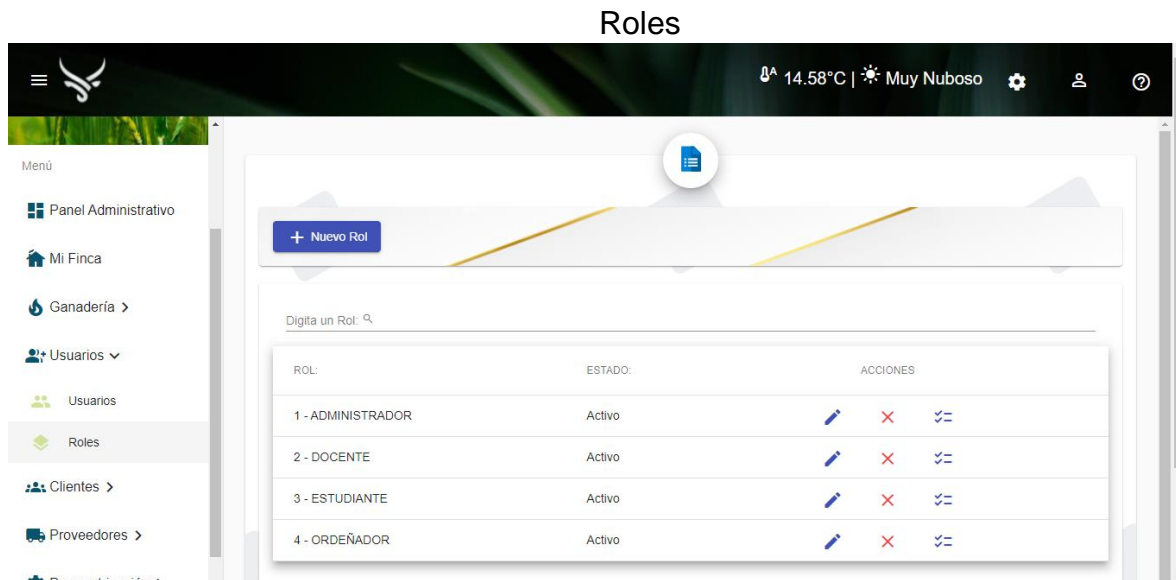 Roles
14.58°C | Muy Nuboso
Menú
Panel Administrativo
Mi Finca
Ganadería
Usuarios
Usuarios
Roles
Clientes
Proveedores
+ Nuevo Rol
Digita un Rol:
ROL: ESTADO: ACCIONES
1 - ADMINISTRADOR Activo
2 - DOCENTE Activo
3 - ESTUDIANTE Activo
4 - ORDEÑADOR Activo